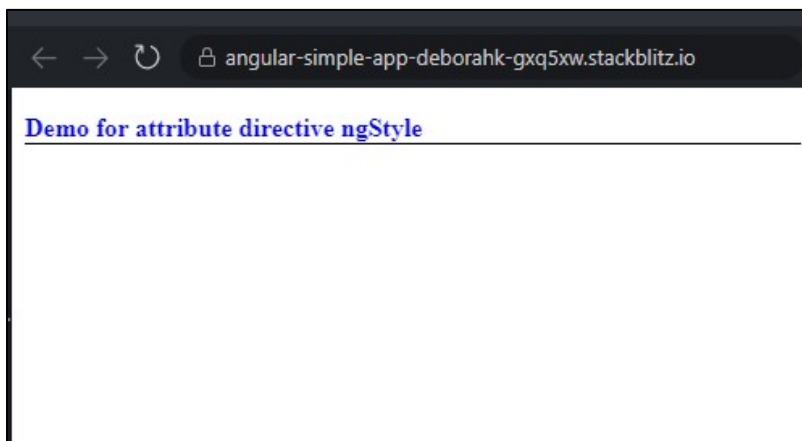 angular-simple-app-deborahk-gxq5xw.stackblitz.io
Demo for attribute directive ngStyle